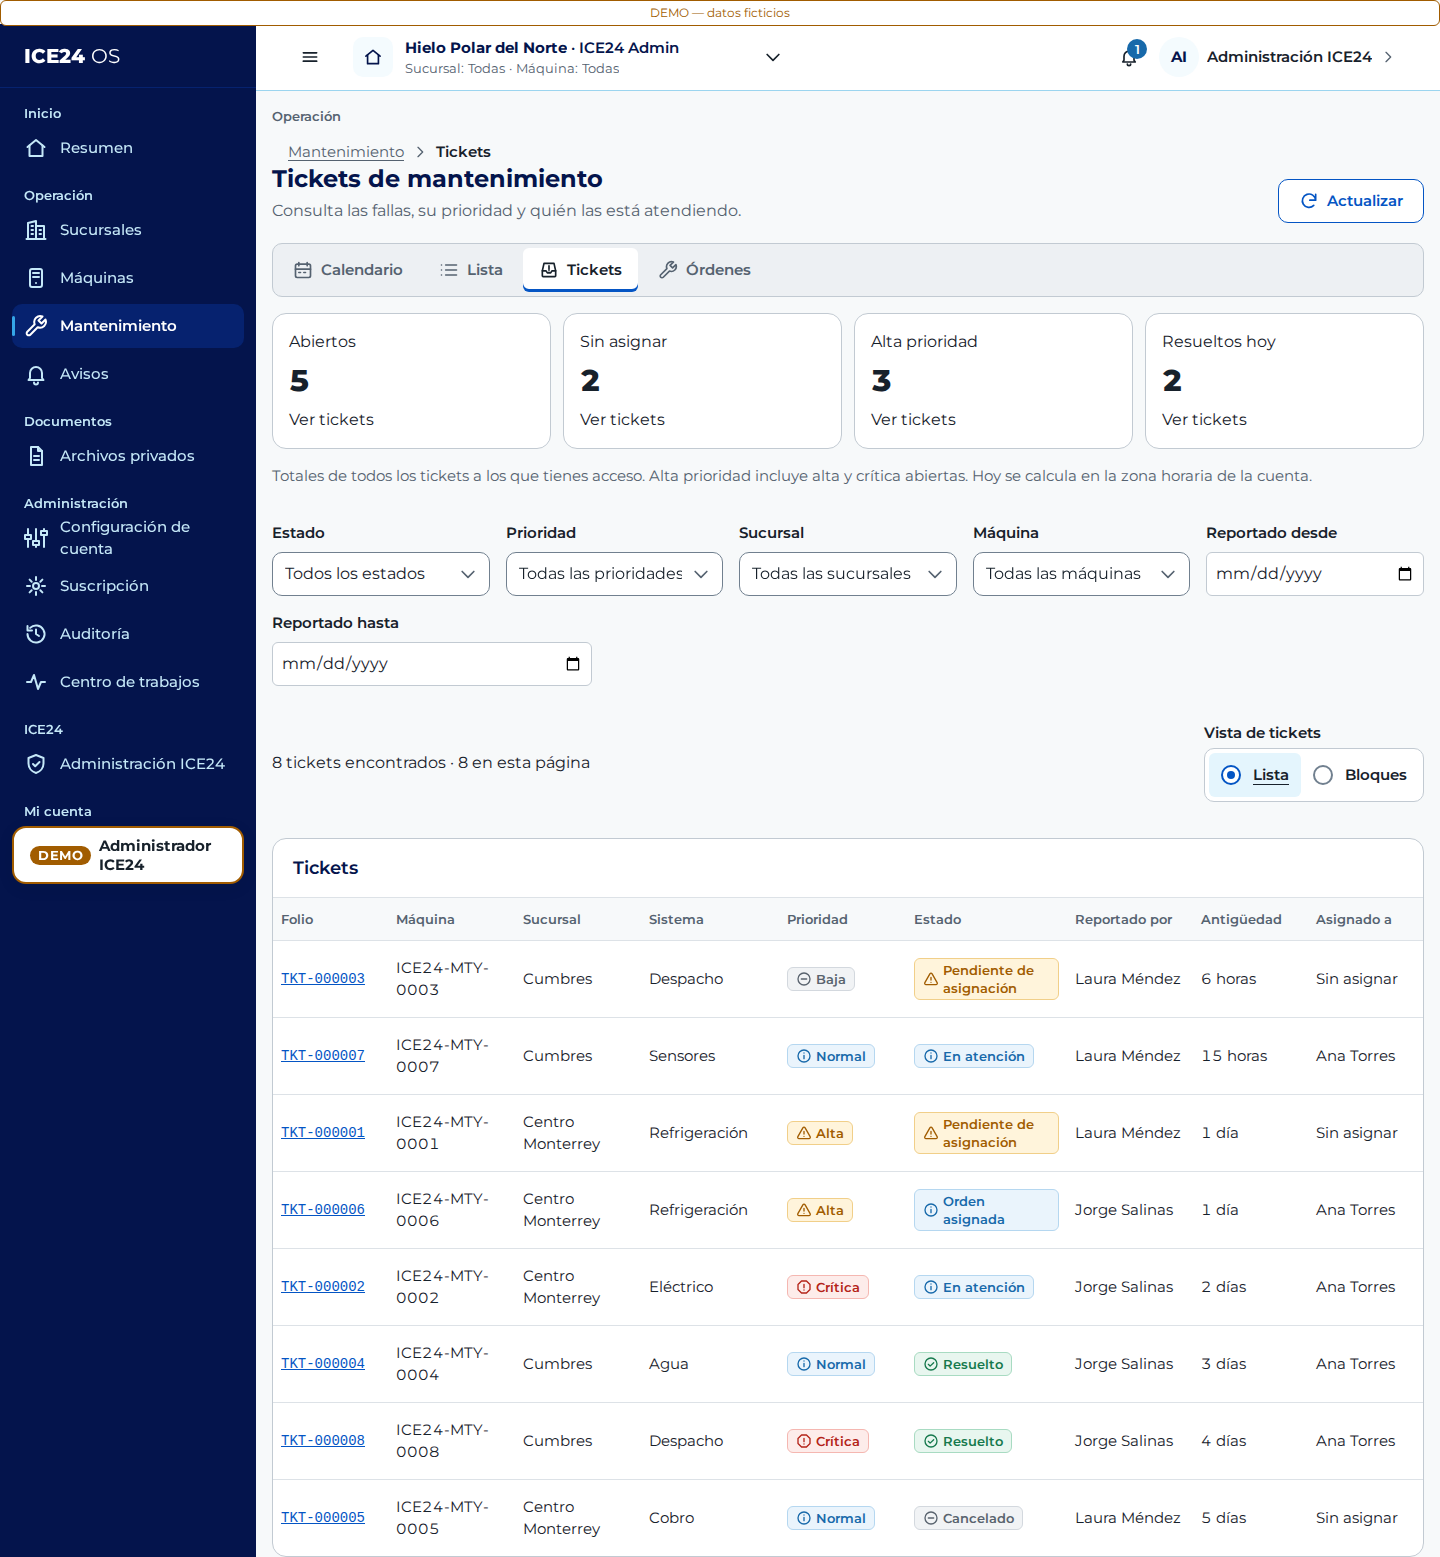 DEMO — datos ficticios
ICE24 OS
Inicio
Resumen
Operación
Sucursales
Máquinas
Mantenimiento
Avisos
Documentos
Archivos privados
Administración
Configuración de
cuenta
Suscripción
Auditoría
Centro de trabajos
ICE24
Administración ICE24
Mi cuenta
DEMO Administrador
ICE24
Hielo Polar del Norte · ICE24 Admin
Sucursal: Todas · Máquina: Todas
1
AI Administración ICE24
Operación
Mantenimiento > Tickets
Tickets de mantenimiento
Consulta las fallas, su prioridad y quién las está atendiendo.
Actualizar
Calendario Lista Tickets Órdenes
Abiertos
5
Ver tickets
Sin asignar
2
Ver tickets
Alta prioridad
3
Ver tickets
Resueltos hoy
2
Ver tickets
Totales de todos los tickets a los que tienes acceso. Alta prioridad incluye alta y crítica abiertas. Hoy se calcula en la zona horaria de la cuenta.
Estado
Todos los estados
Prioridad
Todas las prioridades
Sucursal
Todas las sucursales
Máquina
Todas las máquinas
Reportado desde
mm/dd/yyyy
Reportado hasta
mm/dd/yyyy
8 tickets encontrados · 8 en esta página
Vista de tickets
Lista Bloques
Tickets
Folio Máquina Sucursal Sistema Prioridad Estado Reportado por Antigüedad Asignado a
TKT-000003 ICE24-MTY-0003 Cumbres Despacho Baja Pendiente de asignación Laura Méndez 6 horas Sin asignar
TKT-000007 ICE24-MTY-0007 Cumbres Sensores Normal En atención Laura Méndez 15 horas Ana Torres
TKT-000001 ICE24-MTY-0001 Centro Monterrey Refrigeración Alta Pendiente de asignación Laura Méndez 1 día Sin asignar
TKT-000006 ICE24-MTY-0006 Centro Monterrey Refrigeración Alta Orden asignada Jorge Salinas 1 día Ana Torres
TKT-000002 ICE24-MTY-0002 Centro Monterrey Eléctrico Crítica En atención Jorge Salinas 2 días Ana Torres
TKT-000004 ICE24-MTY-0004 Cumbres Agua Normal Resuelto Jorge Salinas 3 días Ana Torres
TKT-000008 ICE24-MTY-0008 Cumbres Despacho Crítica Resuelto Jorge Salinas 4 días Ana Torres
TKT-000005 ICE24-MTY-0005 Centro Monterrey Cobro Normal Cancelado Laura Méndez 5 días Sin asignar